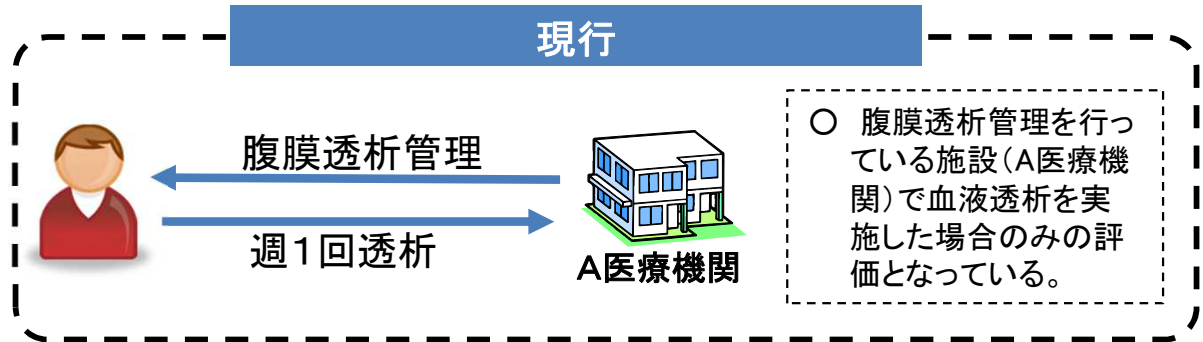 現行
腹膜透析管理
週1回透析
A医療機関
○ 腹膜透析管理を行っ
ている施設(A医療機
関)で血液透析を実
施した場合のみの評
価となっている。